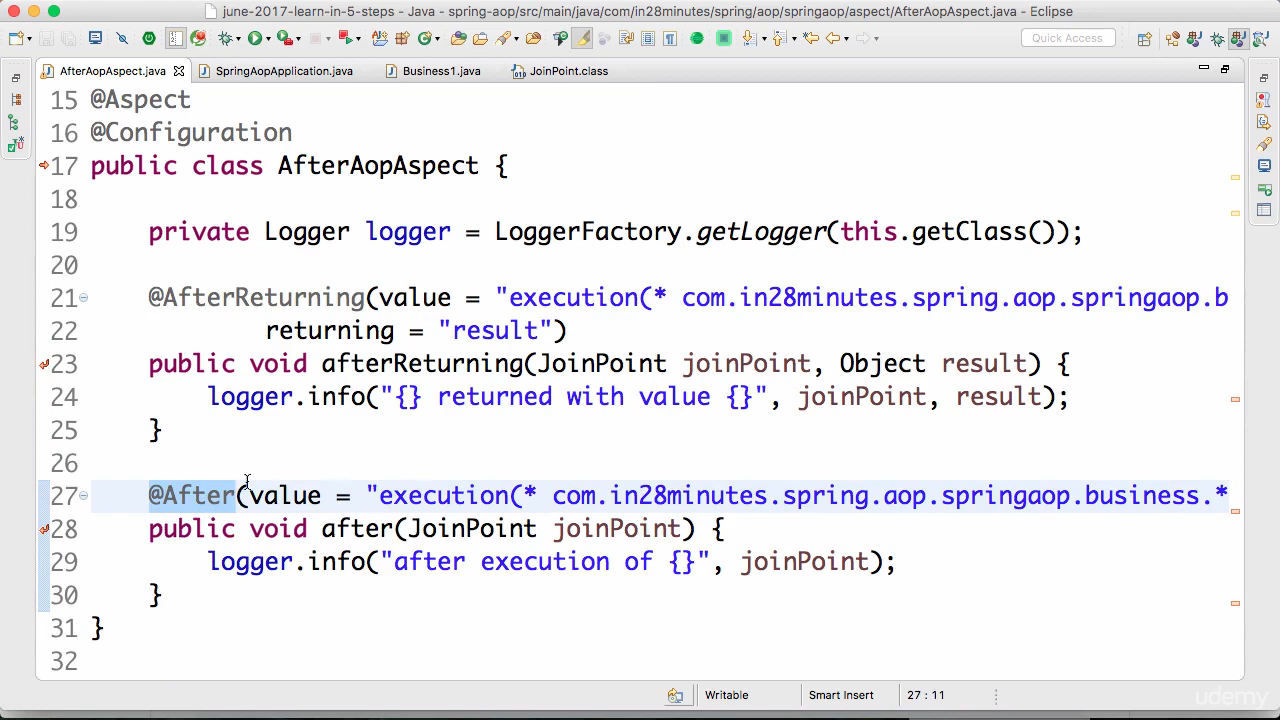 june-2017-learn-in-5-steps - Java - spring-aop/src/main/java/com/in28minutes/spring/aop/springaop/aspect/AfterAopAspect.java - Eclipse
Quick Access
AfterAopAspect.java SpringAopApplication.java Business1.java JoinPoint.class
15 @Aspect
16 @Configuration
17 public class AfterAopAspect {
18
19 private Logger logger = LoggerFactory.getLogger(this.getClass());
20
21 @AfterReturning(value = "execution(* com.in28minutes.spring.aop.springaop.b
22 returning = "result")
23 public void afterReturning(JoinPoint joinPoint, Object result) {
24 logger.info("{} returned with value {}", joinPoint, result);
25 }
26
27 @After(value = "execution(* com.in28minutes.spring.aop.springaop.business.*
28 public void after(JoinPoint joinPoint) {
29 logger.info("after execution of {}", joinPoint);
30 }
31 }
32
Writable Smart Insert 27 : 11
udemy